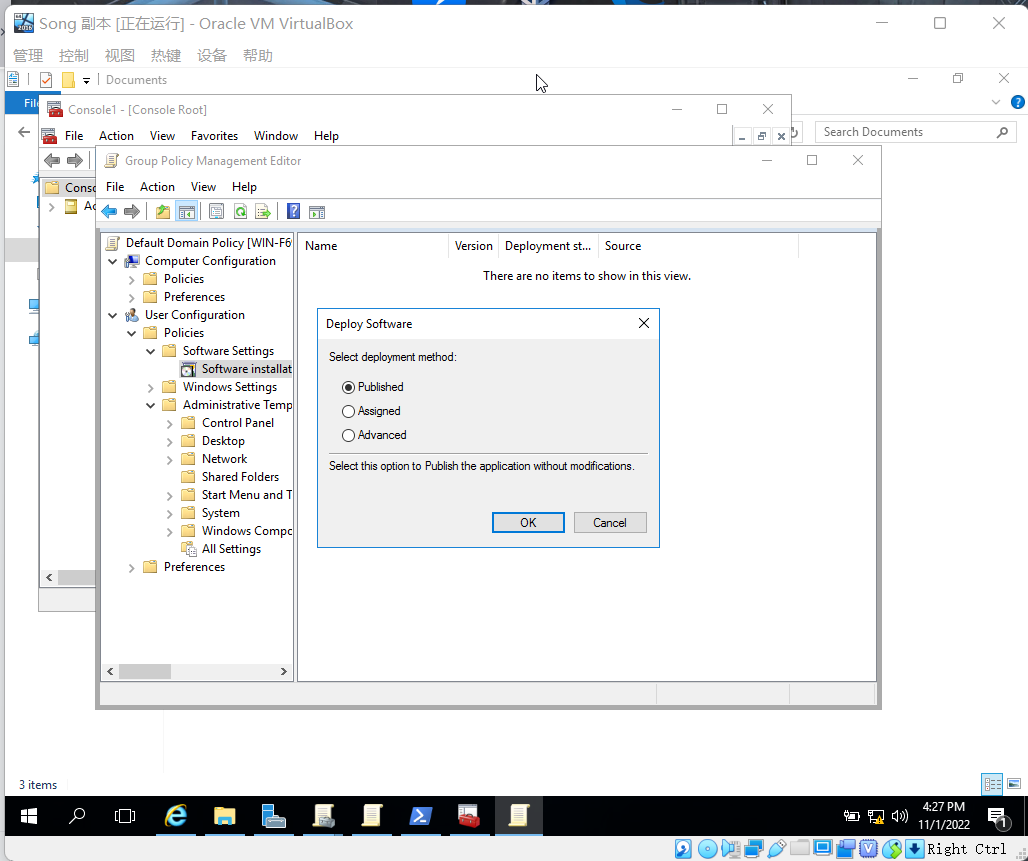 Song 副本 [正在运行] - Oracle VM VirtualBox
管理 控制 视图 热键 设备 帮助
Documents
File
Console1 - [Console Root]
File Action View Favorites Window Help
Search Documents
Group Policy Management Editor
Conso
File Action View Help
Default Domain Policy [WIN-F6
Name Version Deployment st... Source
Computer Configuration
There are no items to show in this view.
Policies
Preferences
User Configuration
Policies
Software Settings
Software installat
Windows Settings
Administrative Temp
Control Panel
Desktop
Network
Shared Folders
Start Menu and T
System
Windows Compo
All Settings
Preferences
Deploy Software
Select deployment method:
Published
Assigned
Advanced
Select this option to Publish the application without modifications.
OK Cancel
3 items
4:27 PM
11/1/2022
1
Right Ctrl